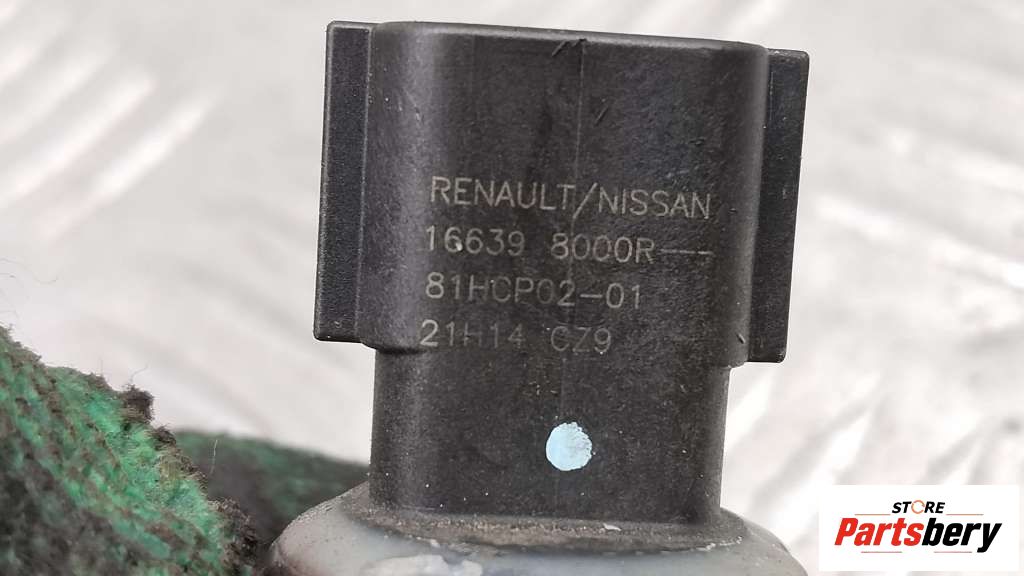 RENAULT/NISSAN
16639 8000R---
81HCP02-01
21H14 CZ9
STORE
Partsbery